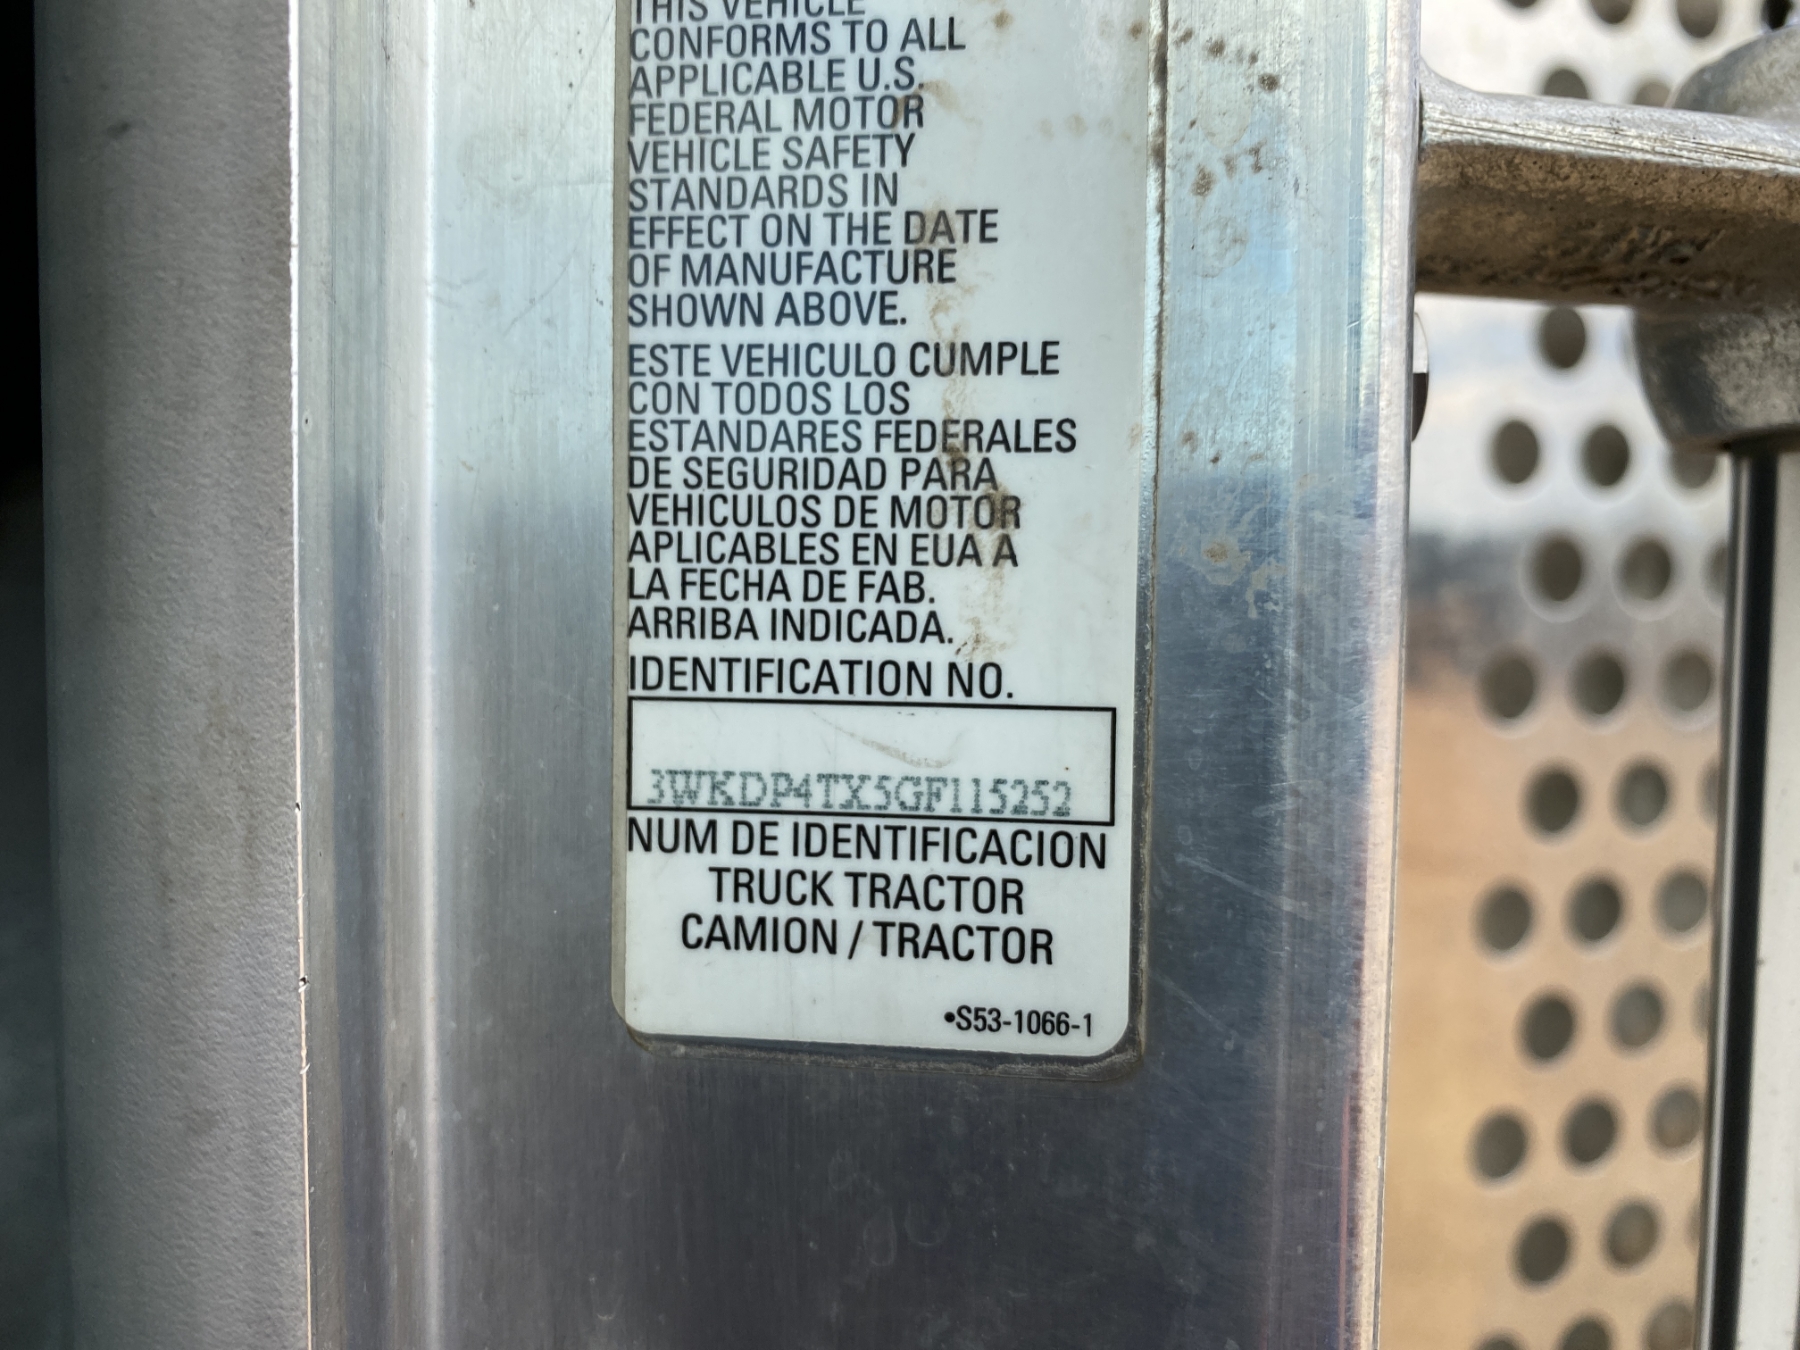 THIS VEHICLE
CONFORMS TO ALL
APPLICABLE U.S.
FEDERAL MOTOR
VEHICLE SAFETY
STANDARDS IN
EFFECT ON THE DATE
OF MANUFACTURE
SHOWN ABOVE.
ESTE VEHICULO CUMPLE
CON TODOS LOS
ESTANDARES FEDERALES
DE SEGURIDAD PARA
VEHICULOS DE MOTOR
APLICABLES EN EUA A
LA FECHA DE FAB.
ARRIBA INDICADA.
IDENTIFICATION NO.
3WKDP4TX5GF115252
NUM DE IDENTIFICACION
TRUCK TRACTOR
CAMION / TRACTOR
•S53-1066-1